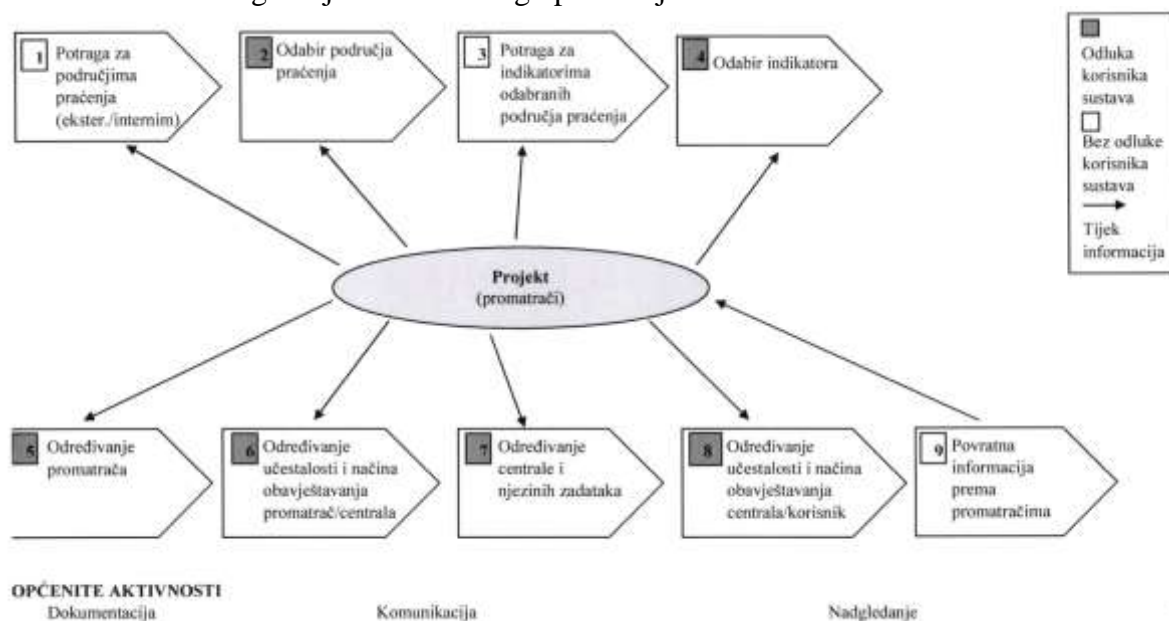 1 Potraga za
područjima
praćenja
(ekster./internim)
2 Odabir područja
praćenja
3 Potraga za
indikatorima
odabranih
područja praćenja
4 Odabir indikatora
Odluka
korisnika
sustava
Bez odluke
korisnika
sustava
Tijek
informacija
Projekt
(promatrači)
5 Određivanje
promatrača
6 Određivanje
učestalosti i načina
obavještavanja
promatrač/centrala
7 Određivanje
centrale i
njezinih zadataka
8 Određivanje
učestalosti i načina
obavještavanja
centrala/korisnik
9 Povratna
informacija
prema
promatračima
OPĆENITE AKTIVNOSTI
Dokumentacija Komunikacija Nadgledanje